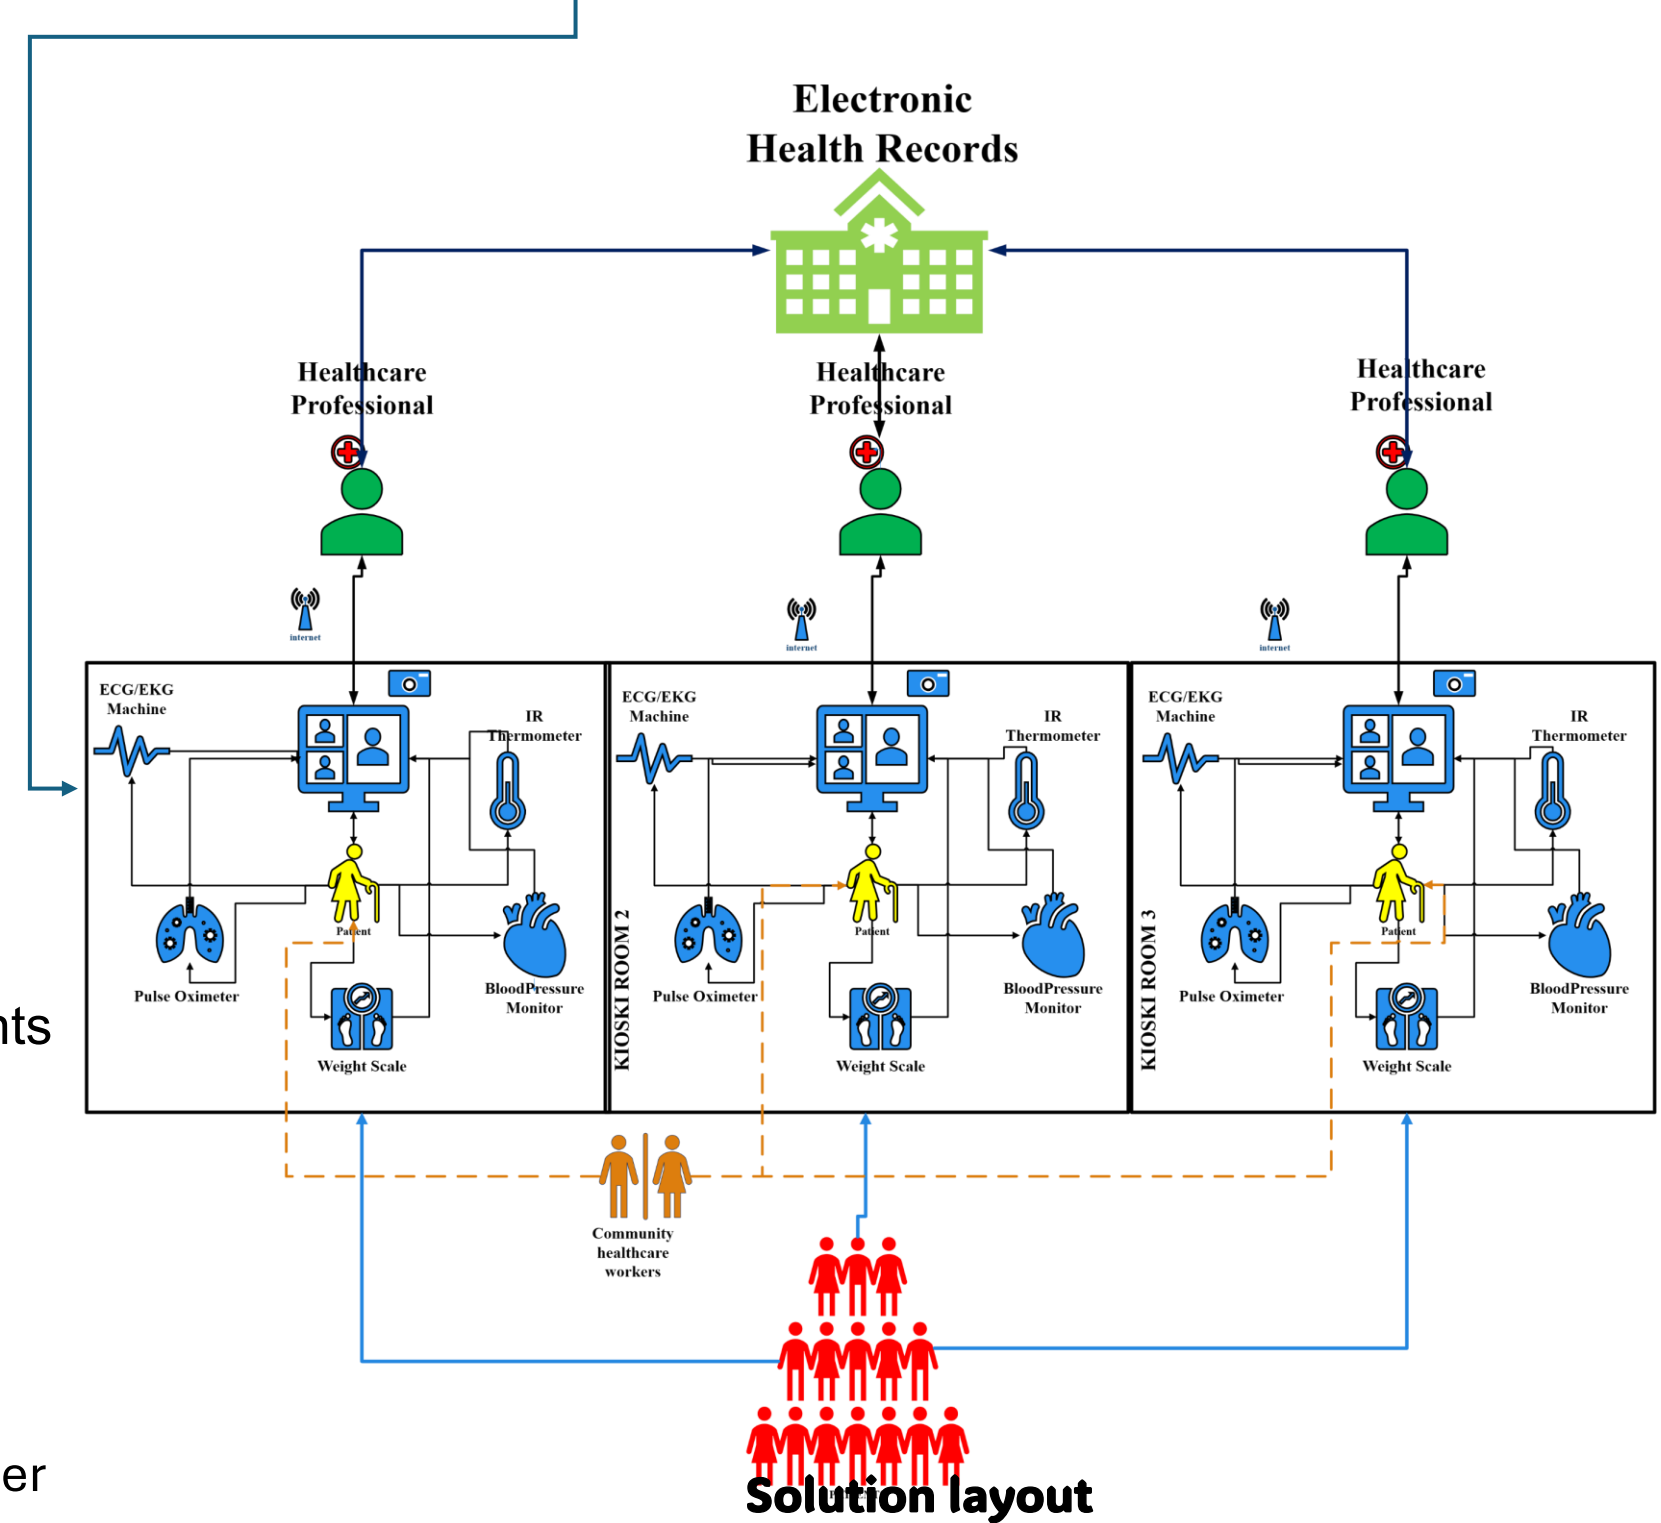 Electronic
Health Records
Healthcare
Professional
Healthcare
Professional
Healthcare
Professional
internet
internet
internet
ECG/EKG
Machine
IR
Thermometer
Patient
Pulse Oximeter
BloodPressure
Monitor
Weight Scale
KIOSKI ROOM 2
ECG/EKG
Machine
IR
Thermometer
Patient
Pulse Oximeter
BloodPressure
Monitor
Weight Scale
KIOSKI ROOM 3
ECG/EKG
Machine
IR
Thermometer
Patient
Pulse Oximeter
BloodPressure
Monitor
Weight Scale
nts
Community
healthcare
workers
er
Solution layout